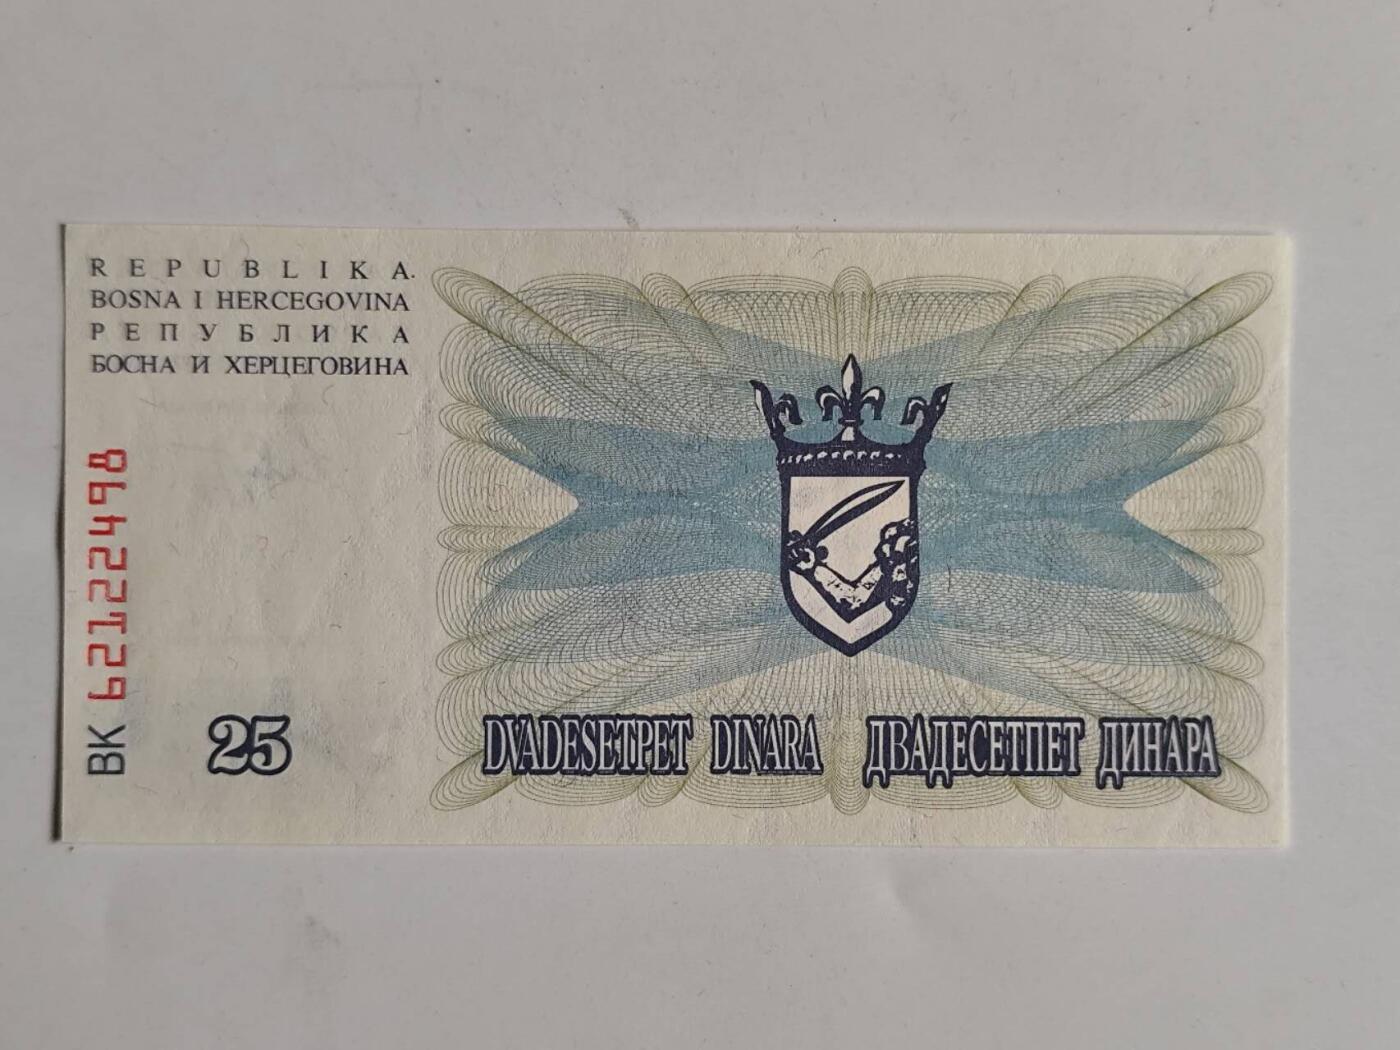 REPUBLIKA
BOSNA I HERCEGOVINA
РЕПУБЛИКА
БОСНА И ХЕРЦЕГОВИНА
BK 62122498
25
DVADESETPET DINARA ДВАДЕСЕТПЕТ ДИНАРА